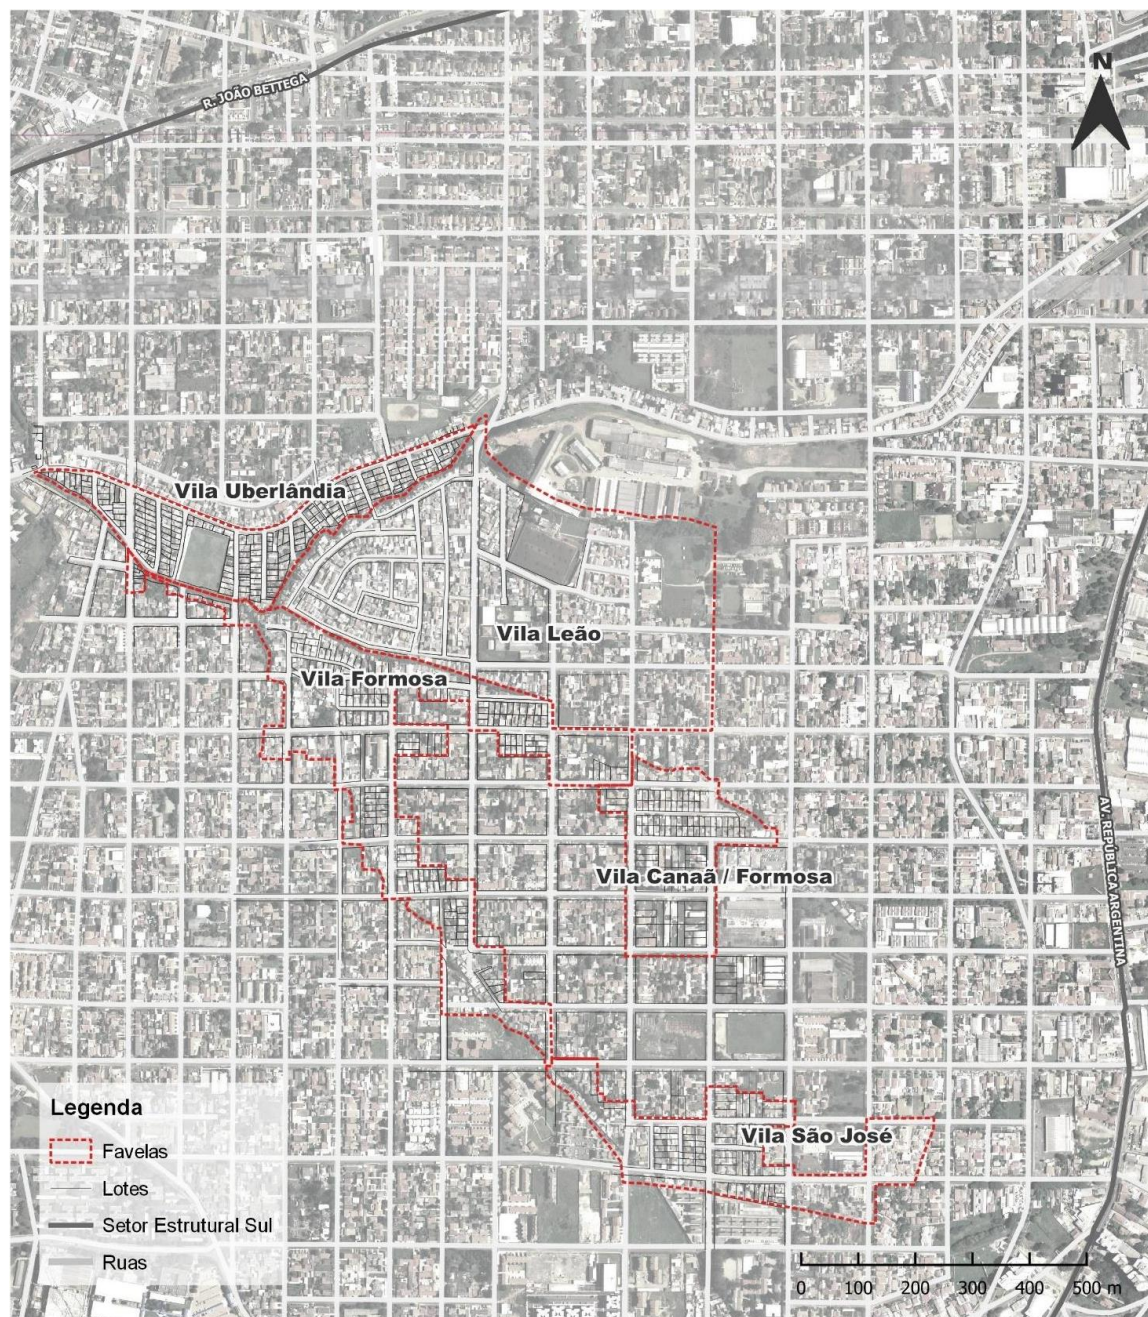 N
R. JOÃO BETTEGA
Vila Uberlândia
Vila Leão
Vila Formosa
AV. REPÚBLICA ARGENTINA
Vila Canaã / Formosa
Vila São José
Legenda
Favelas
Lotes
Setor Estrutural Sul
Ruas
0 100 200 300 400 500 m